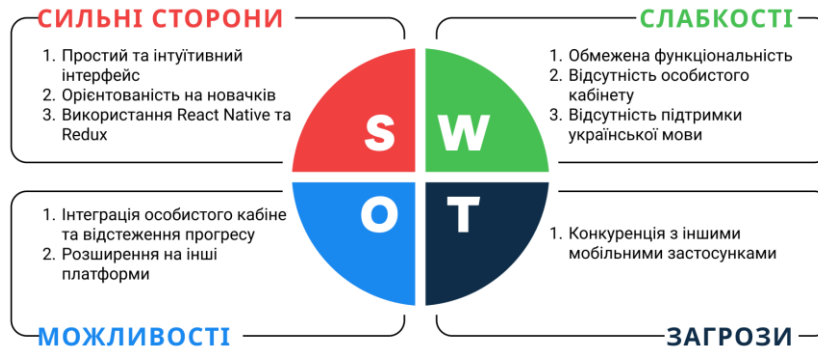 СИЛЬНІ СТОРОНИ
1. Простий та інтуїтивний
інтерфейс
2. Орієнтованість на новачків
3. Використання React Native та
Redux
СЛАБКОСТІ
1. Обмежена функціональність
2. Відсутність особистого
кабінету
3. Відсутність підтримки
української мови
S W
O T
1. Інтеграція особистого кабіне
та відстеження прогресу
2. Розширення на інші
платформи
МОЖЛИВОСТІ
1. Конкуренція з іншими
мобільними застосунками
ЗАГРОЗИ